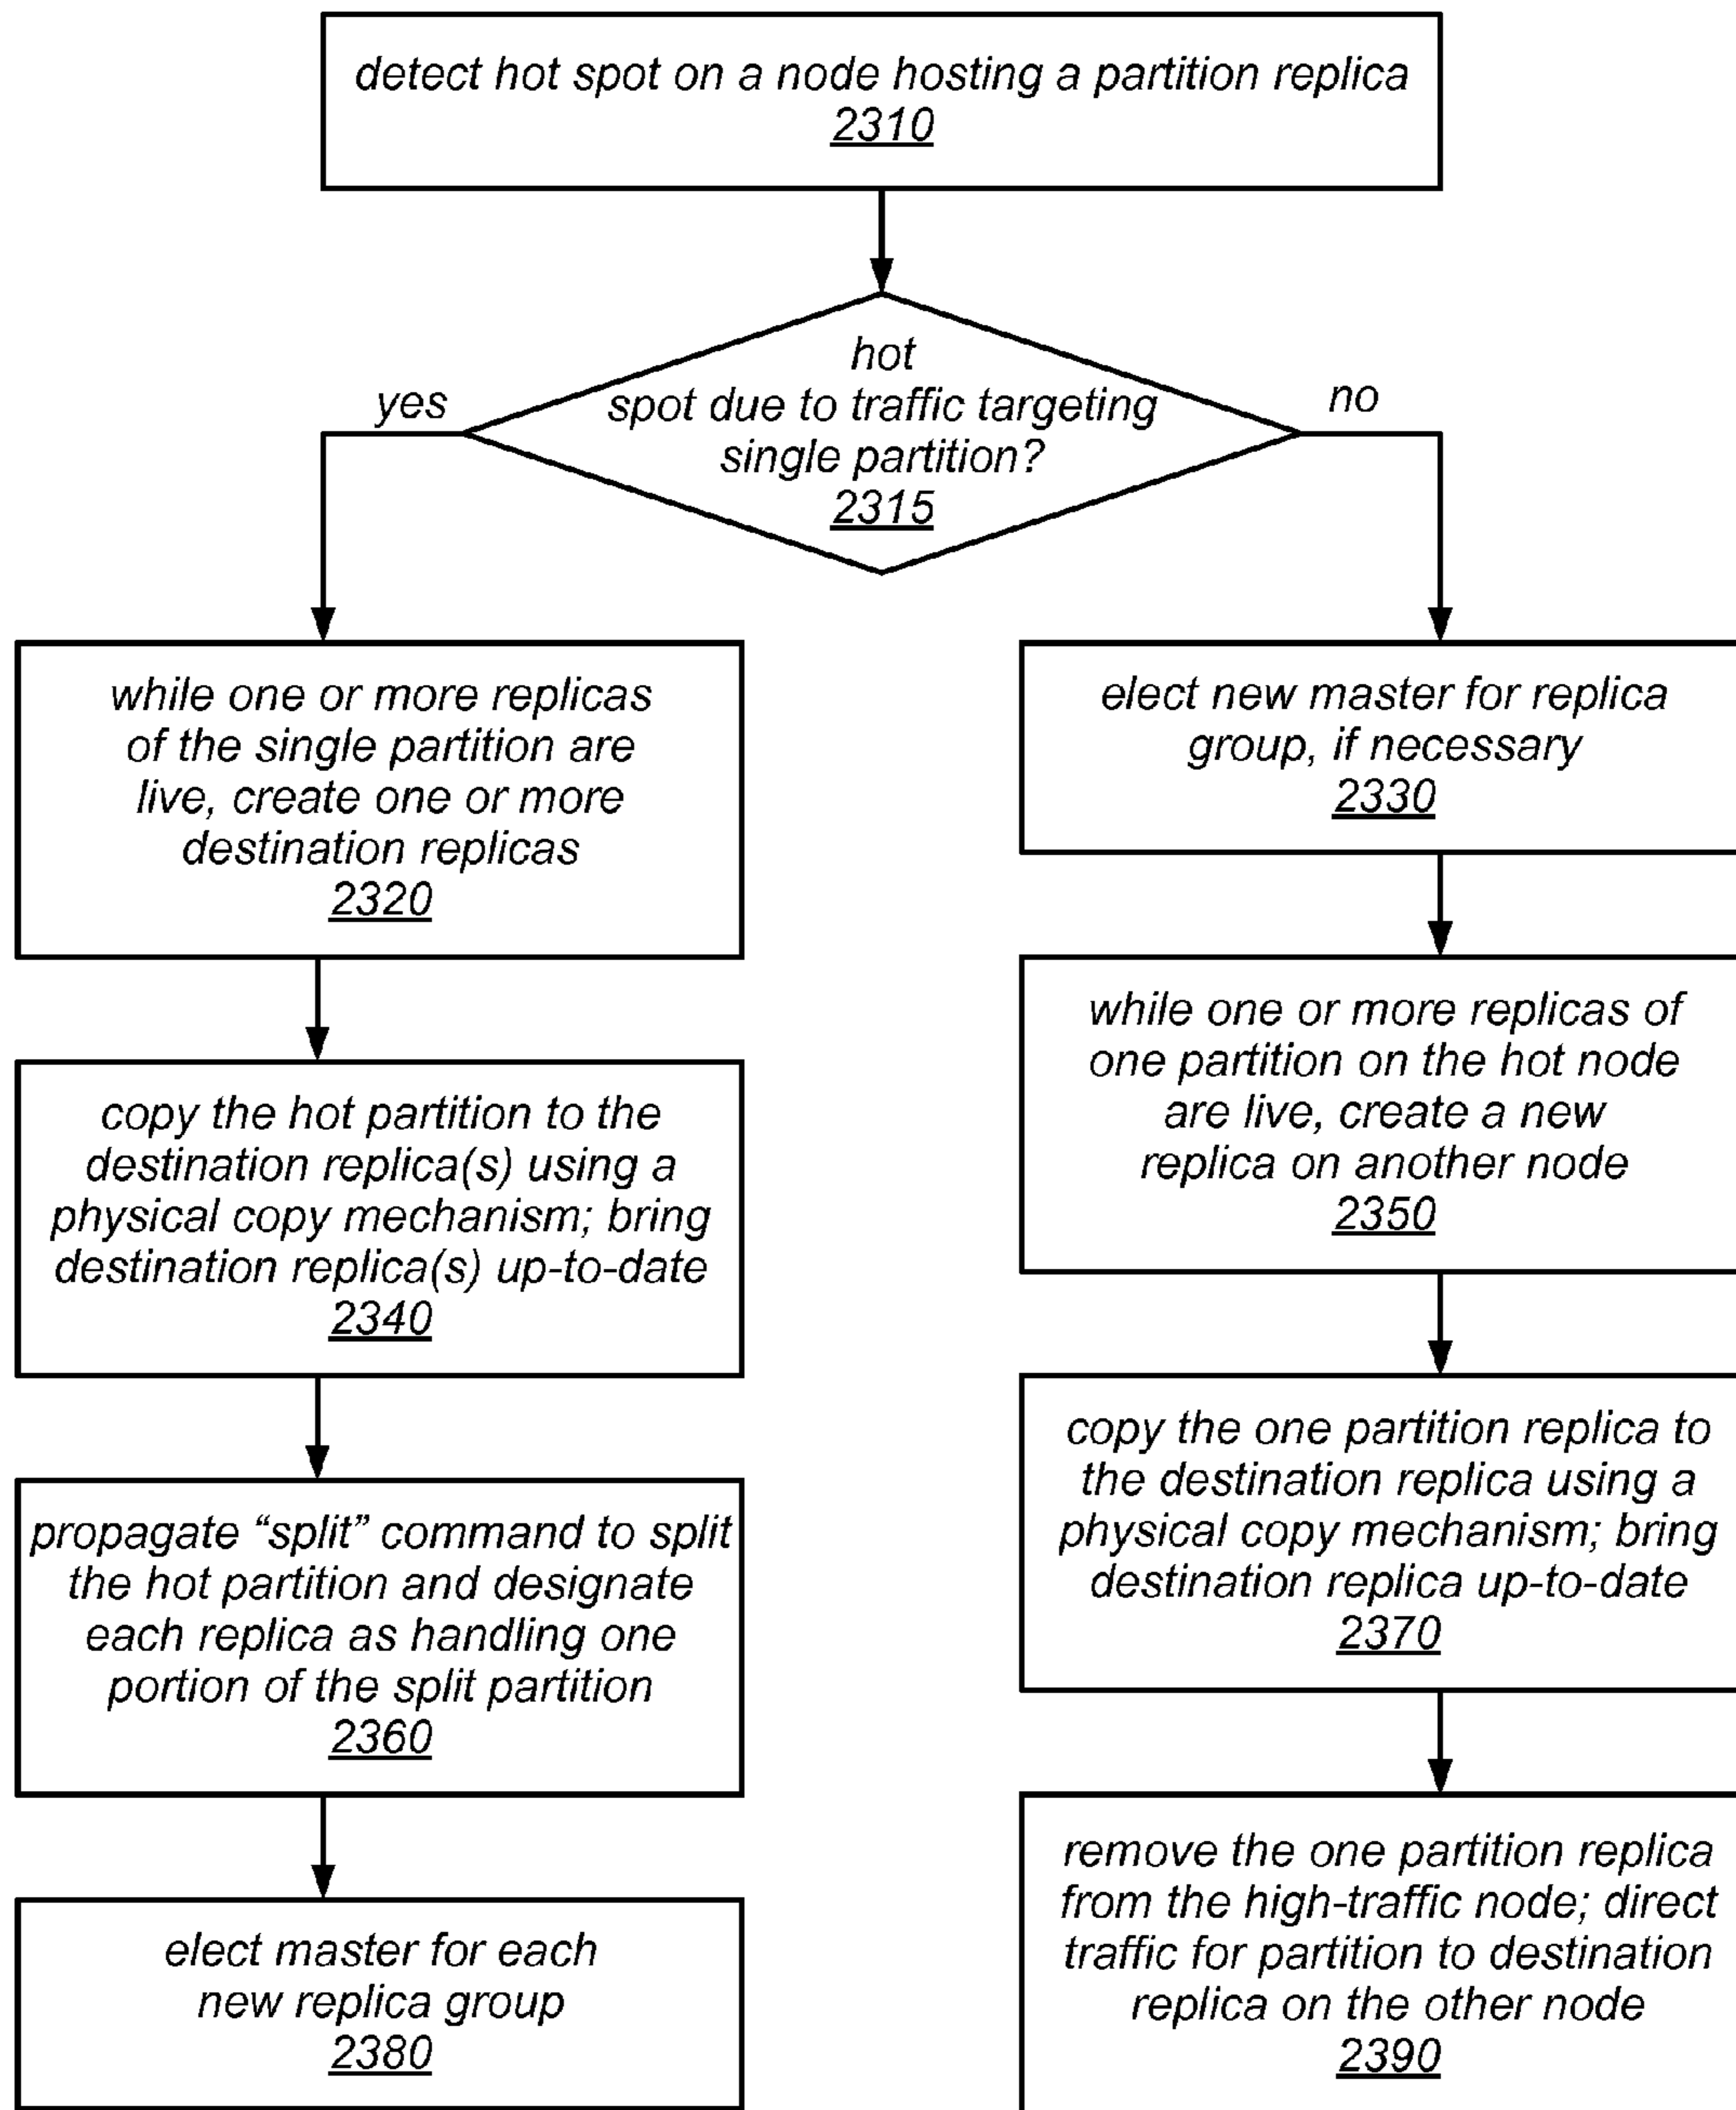 detect hot spot on a node hosting a partition replica
2310
hot
spot due to traffic targeting
single partition?
2315
yes
no
while one or more replicas
of the single partition are
live, create one or more
destination replicas
2320
copy the hot partition to the
destination replica(s) using a
physical copy mechanism; bring
destination replica(s) up-to-date
2340
propagate “split” command to split
the hot partition and designate
each replica as handling one
portion of the split partition
2360
elect master for each
new replica group
2380
elect new master for replica
group, if necessary
2330
while one or more replicas of
one partition on the hot node
are live, create a new
replica on another node
2350
copy the one partition replica to
the destination replica using a
physical copy mechanism; bring
destination replica up-to-date
2370
remove the one partition replica
from the high-traffic node; direct
traffic for partition to destination
replica on the other node
2390